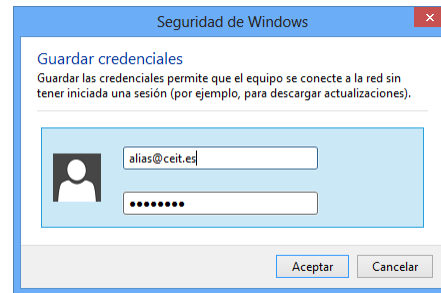 Seguridad de Windows
Guardar credenciales
Guardar las credenciales permite que el equipo se conecte a la red sin
tener iniciada una sesión (por ejemplo, para descargar actualizaciones).
alias@ceit.es
••••••••
Aceptar Cancelar